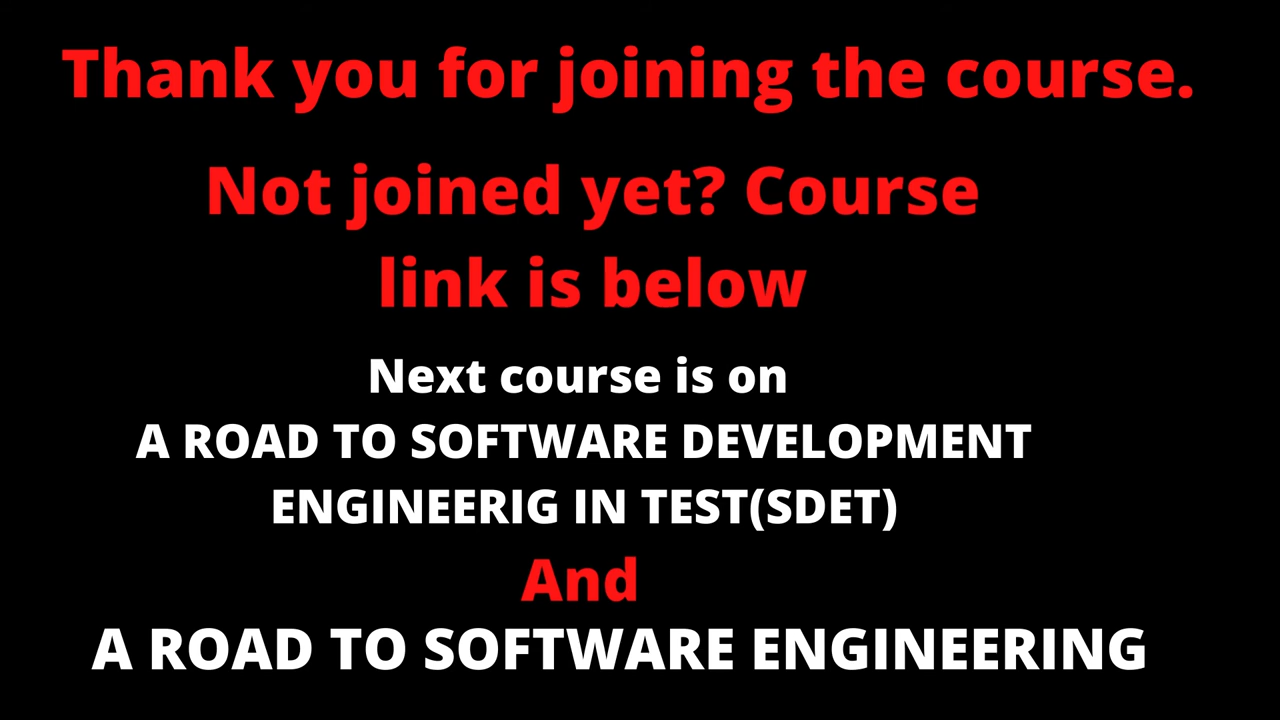 Thank you for joining the course.
Not joined yet? Course
link is below
Next course is on
A ROAD TO SOFTWARE DEVELOPMENT
ENGINEERIG IN TEST(SDET)
And
A ROAD TO SOFTWARE ENGINEERING